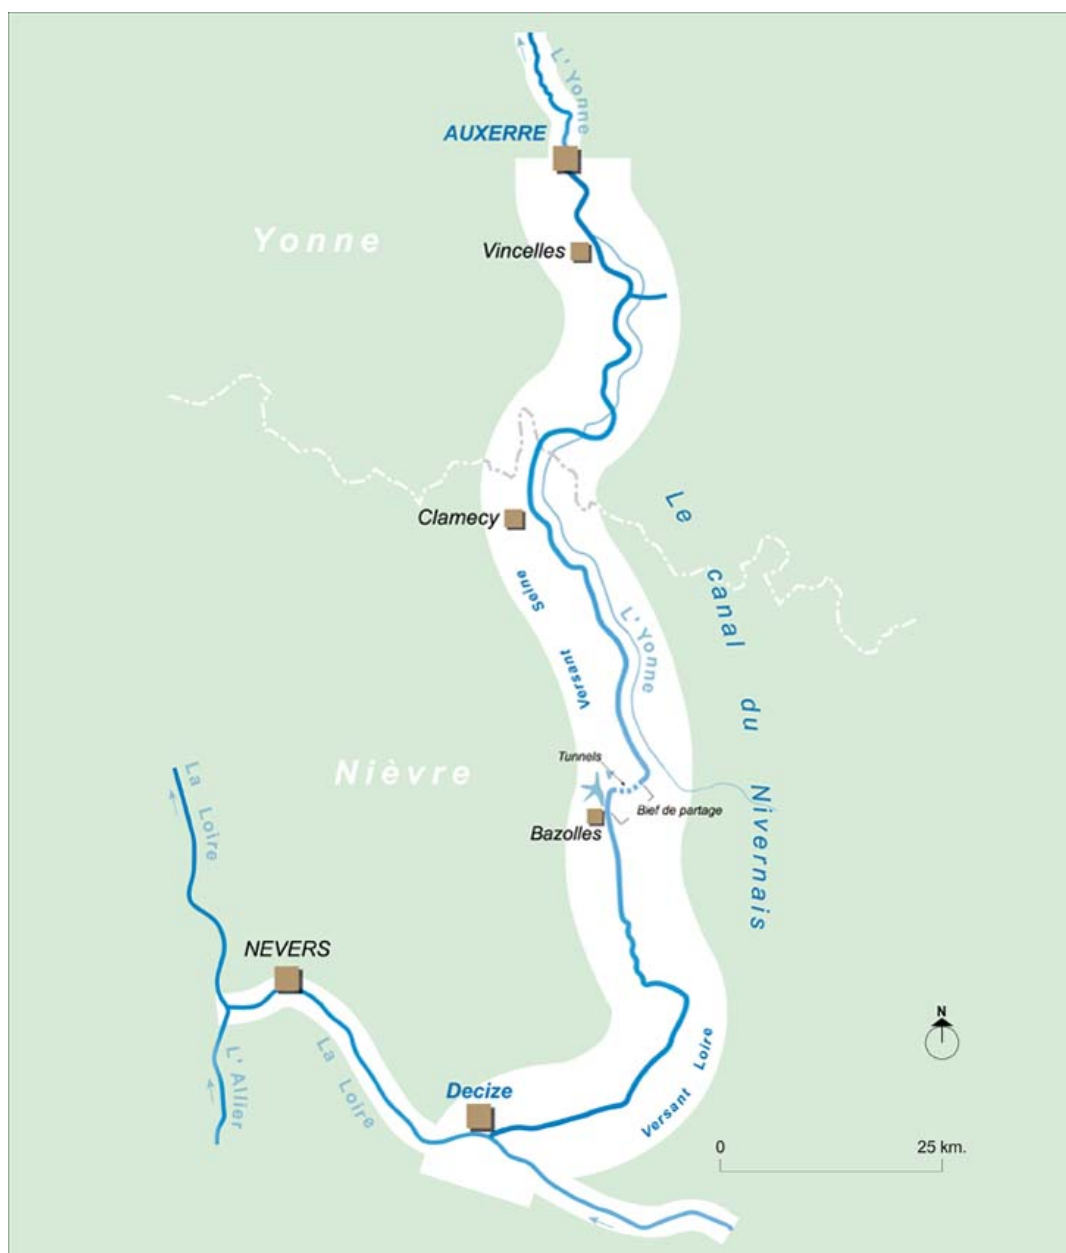 L' Yonne
AUXERRE
Yonne
Vincelles
Le canal du Nivernais
Clamecy
Versant Seine
L' Yonne
Tunnels
Nièvre
Bief de partage
Bazolles
La Loire
NEVERS
N
Versant Loire
La Loire
L' Allier
Decize
0 25 km.